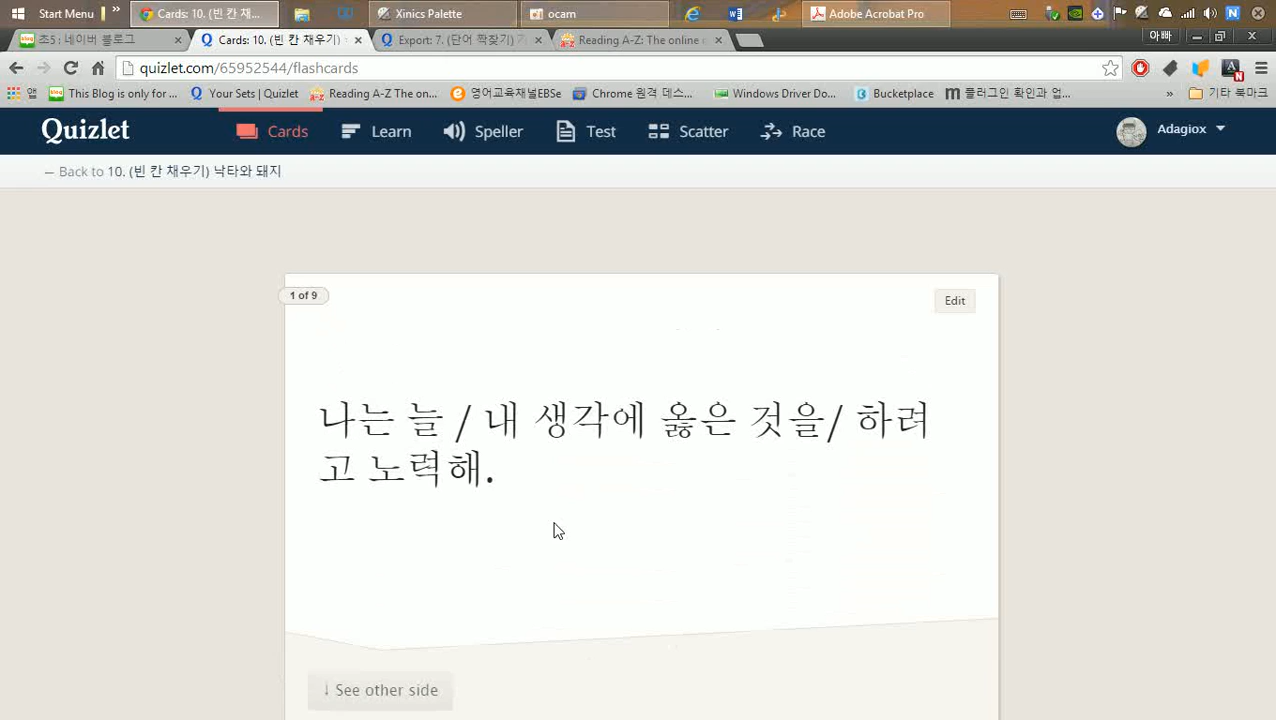 Start Menu » Cards: 10. (빈 칸 채... Xinics Palette ocam Adobe Acrobat Pro
초5 : 네이버 블로그 Cards: 10. (빈 칸 채우기) Export: 7. (단어 짝찾기) Reading A-Z: The online 아빠
quizlet.com/65952544/flashcards
앱 This Blog is only for ... Your Sets | Quizlet Reading A-Z The on... 영어교육채널EBSe Chrome 원격 데스... Windows Driver Do... Bucketplace 플러그인 확인과 업... » 기타 북마크
Quizlet Cards Learn Speller Test Scatter Race Adagiox
← Back to 10. (빈 칸 채우기) 낙타와 돼지
1 of 9 Edit
나는 늘 / 내 생각에 옳은 것을/ 하려
고 노력해.
↓ See other side